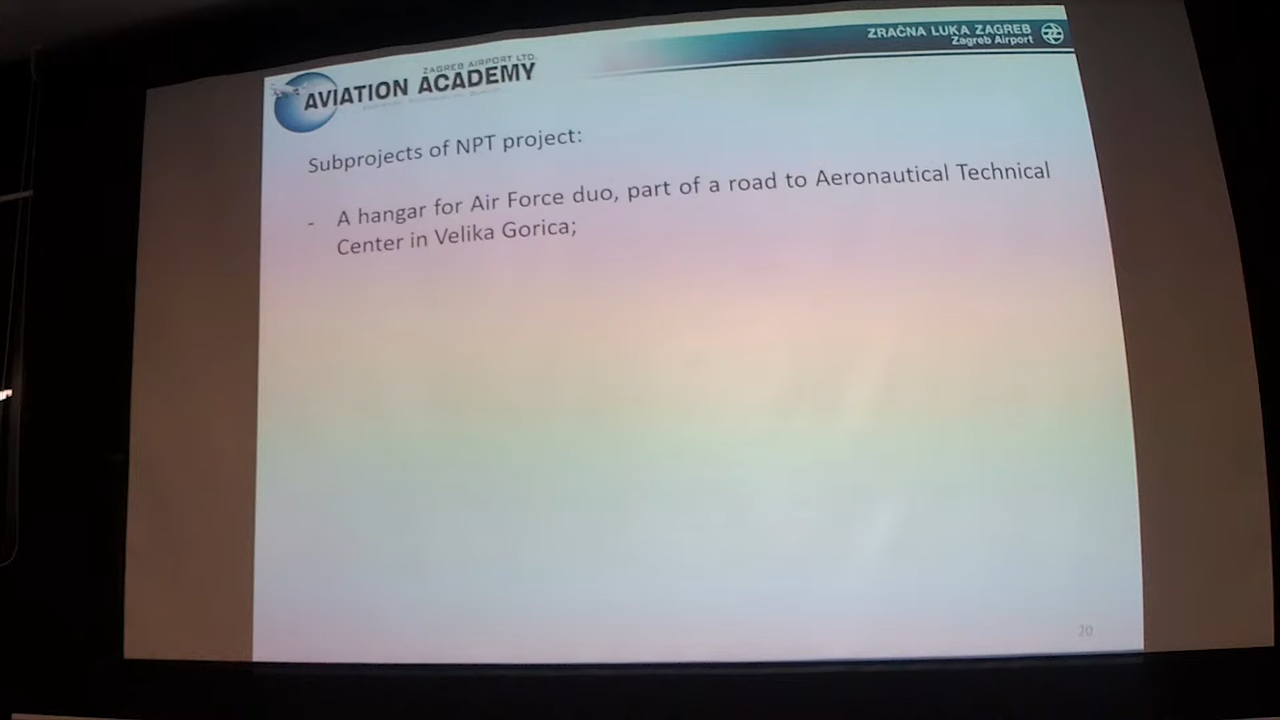 ZRAČNA LUKA ZAGREB
Zagreb Airport
ZAGREB AIRPORT LTD.
AVIATION ACADEMY
Subprojects of NPT project:
- A hangar for Air Force duo, part of a road to Aeronautical Technical
Center in Velika Gorica;
20